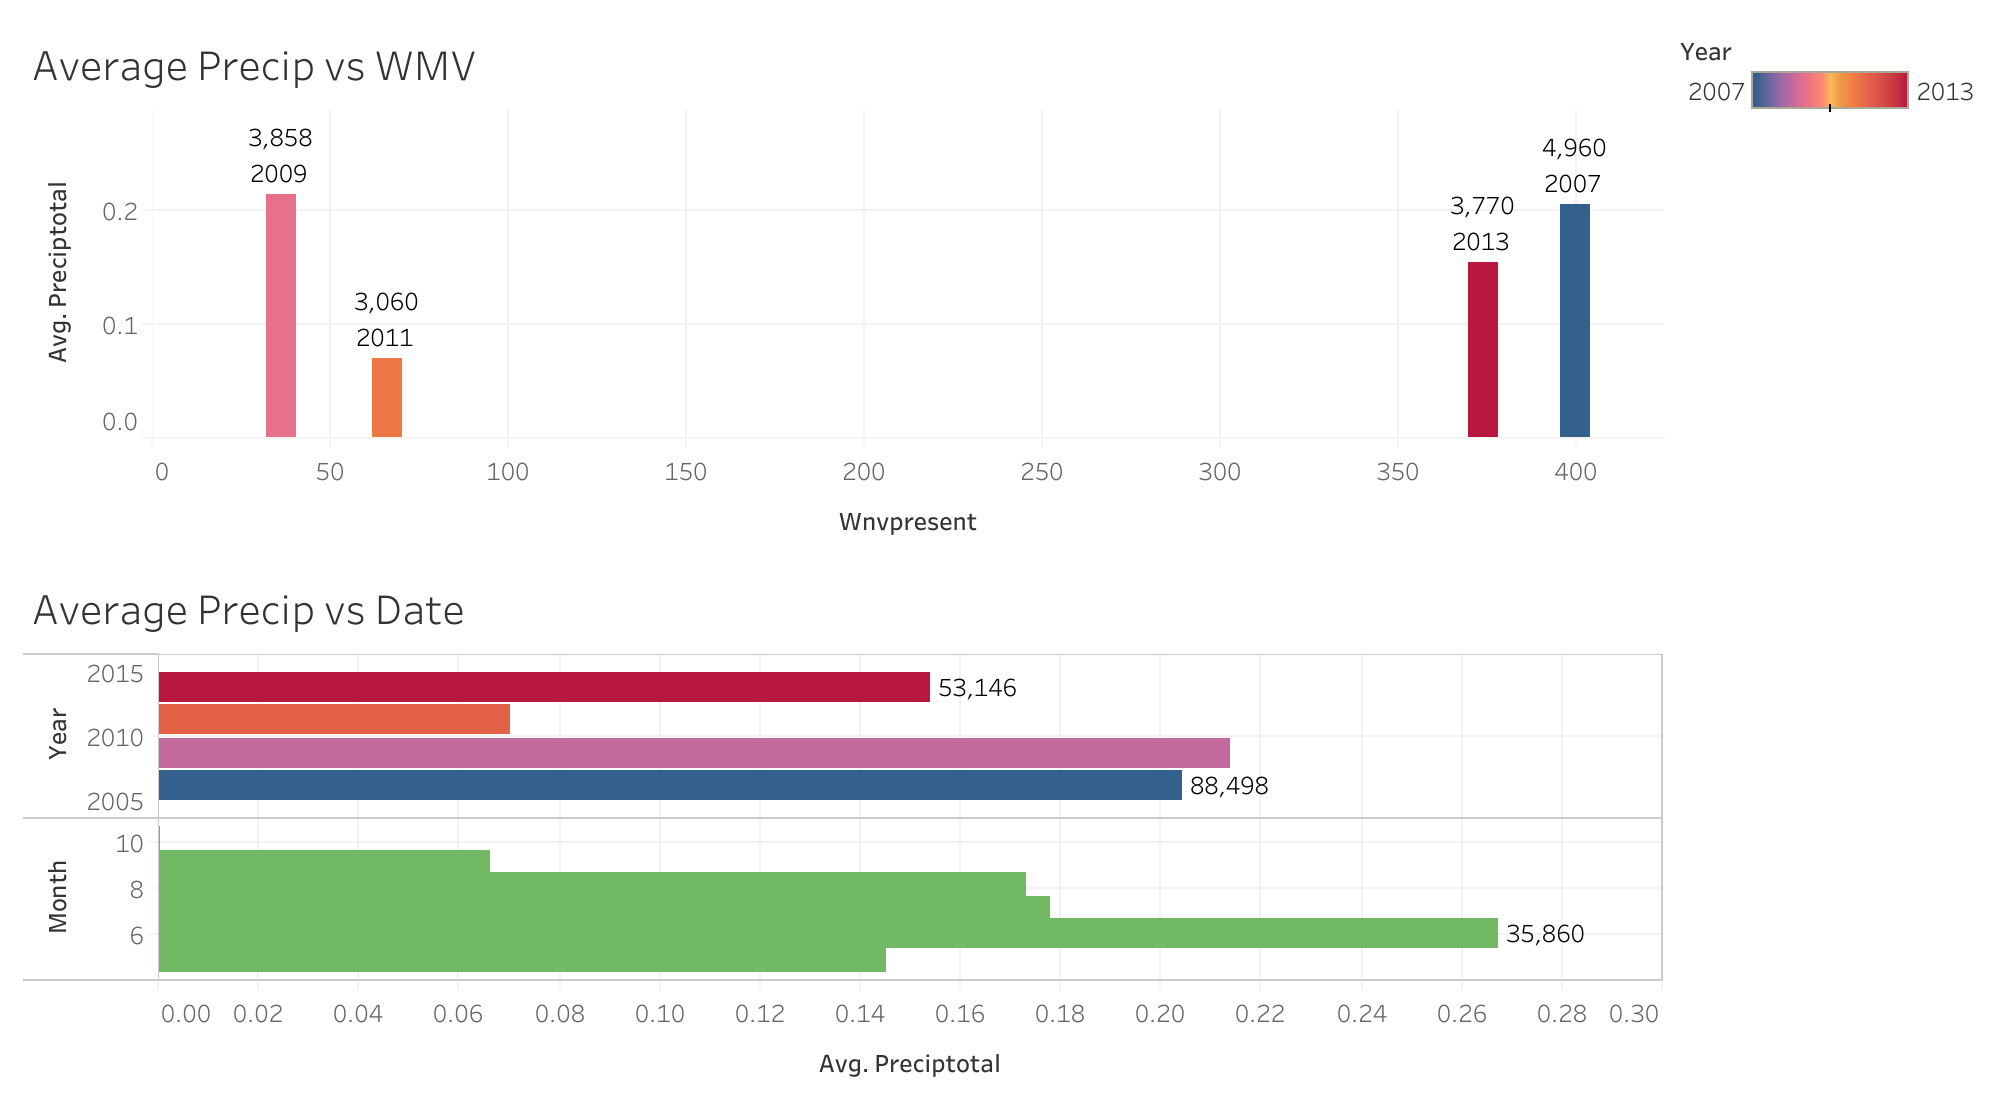 Average Precip vs WMV
Year
2007 2013
3,858
2009
3,060
2011
3,770
2013
4,960
2007
Avg. Preciptotal
0.2
0.1
0.0
0 50 100 150 200 250 300 350 400
Wnvpresent
Average Precip vs Date
Year
2015
2010
2005
53,146
88,498
Month
10
8
6
35,860
0.00 0.02 0.04 0.06 0.08 0.10 0.12 0.14 0.16 0.18 0.20 0.22 0.24 0.26 0.28 0.30
Avg. Preciptotal